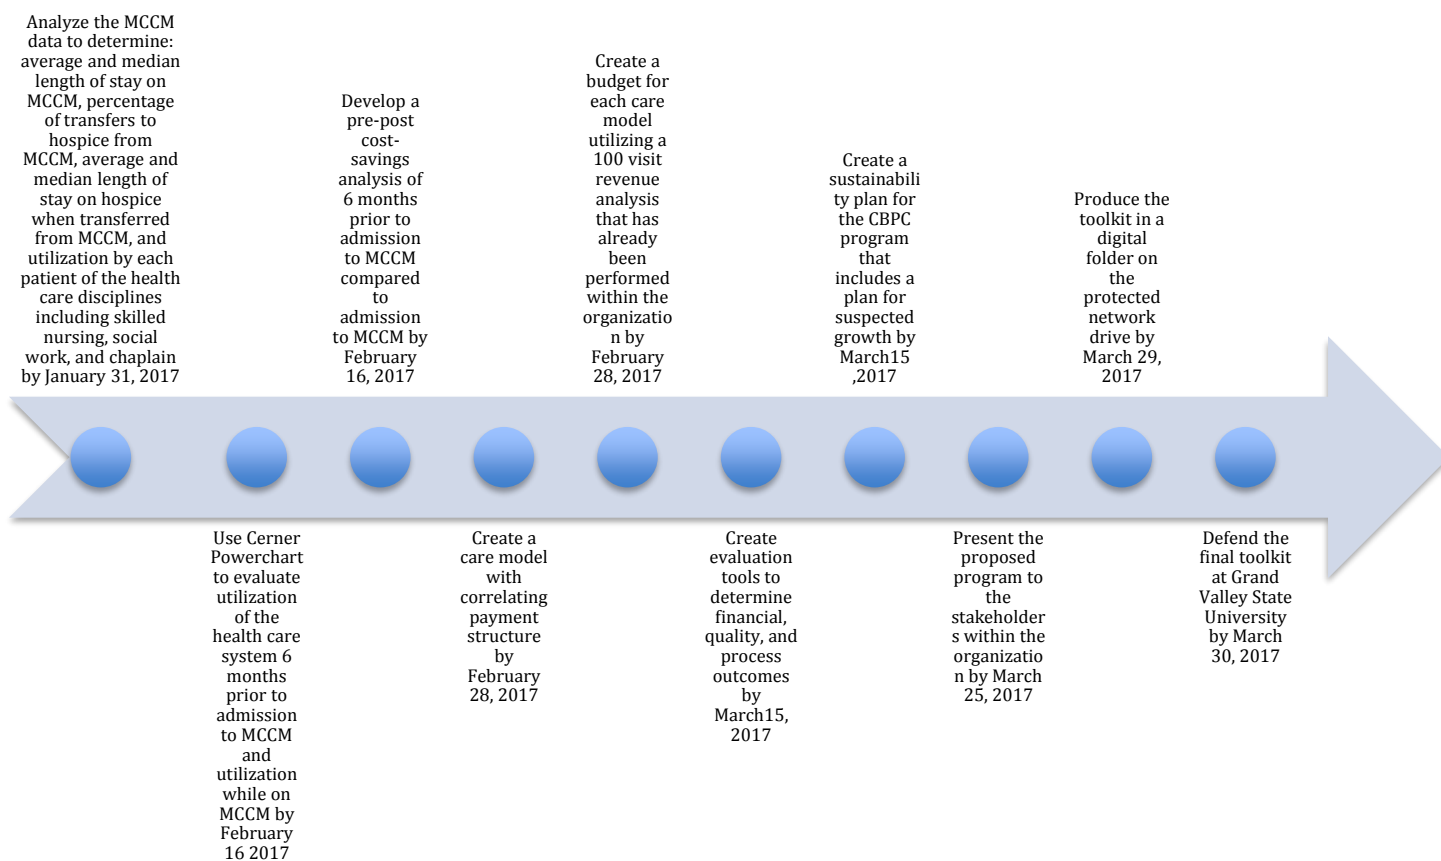 Analyze the MCCM
data to determine:
average and median
length of stay on
MCCM, percentage
of transfers to
hospice from
MCCM, average and
median length of
stay on hospice
when transferred
from MCCM, and
utilization by each
patient of the health
care disciplines
including skilled
nursing, social
work, and chaplain
by January 31, 2017
Use Cerner
Powerchart
to evaluate
utilization
of the
health care
system 6
months
prior to
admission
to MCCM
and
utilization
while on
MCCM by
February
16 2017
Develop a
pre-post
cost-
savings
analysis of
6 months
prior to
admission
to MCCM
compared
to
admission
to MCCM by
February
16, 2017
Create a
care model
with
correlating
payment
structure
by
February
28, 2017
Create a
budget for
each care
model
utilizing a
100 visit
revenue
analysis
that has
already
been
performed
within the
organizatio
n by
February
28, 2017
Create
evaluation
tools to
determine
financial,
quality, and
process
outcomes
by
March15,
2017
Create a
sustainabili
ty plan for
the CBPC
program
that
includes a
plan for
suspected
growth by
March15
,2017
Present the
proposed
program to
the
stakeholder
s within the
organizatio
n by March
25, 2017
Produce the
toolkit in a
digital
folder on
the
protected
network
drive by
March 29,
2017
Defend the
final toolkit
at Grand
Valley State
University
by March
30, 2017